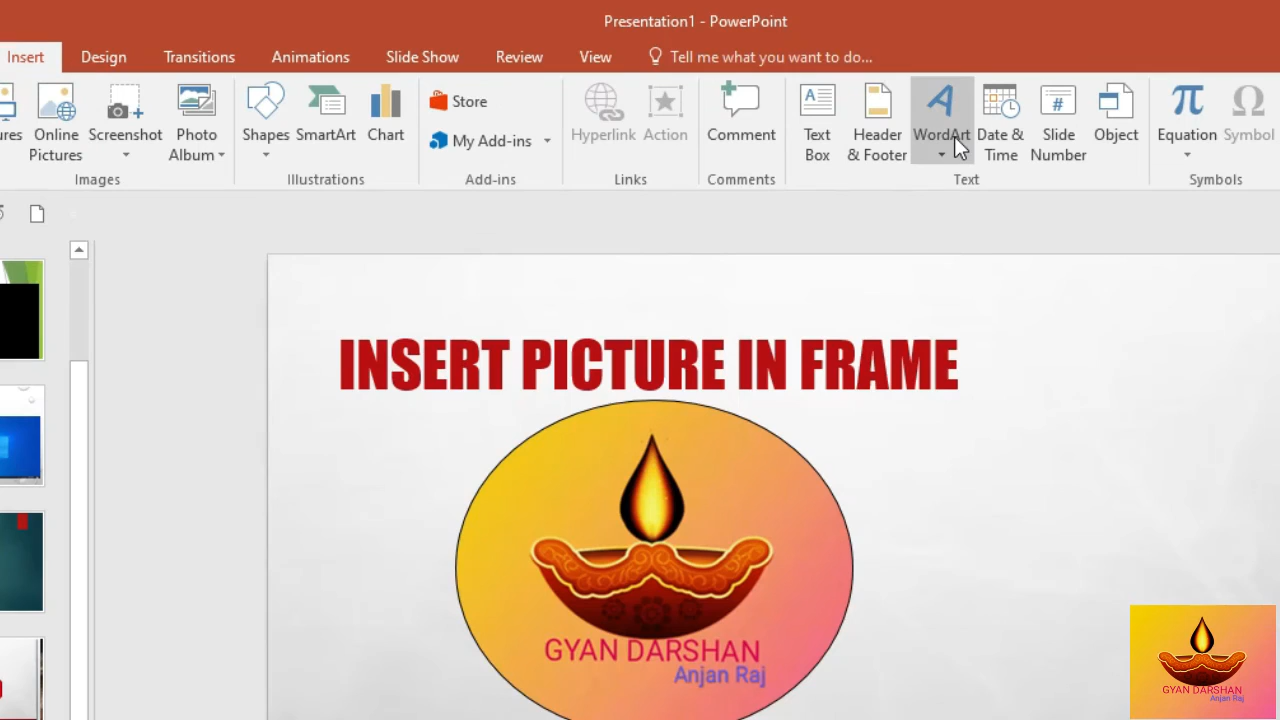 Presentation1 - PowerPoint
Insert Design Transitions Animations Slide Show Review View Tell me what you want to do...
Online Pictures
Screenshot
Photo Album
Shapes
SmartArt
Chart
Store
My Add-ins
Hyperlink
Action
Comment
Text Box
Header & Footer
WordArt
Date & Time
Slide Number
Object
Equation
Symbol
Images Illustrations Add-ins Links Comments Text Symbols
INSERT PICTURE IN FRAME
GYAN DARSHAN
Anjan Raj
GYAN DARSHAN
Anjan Raj